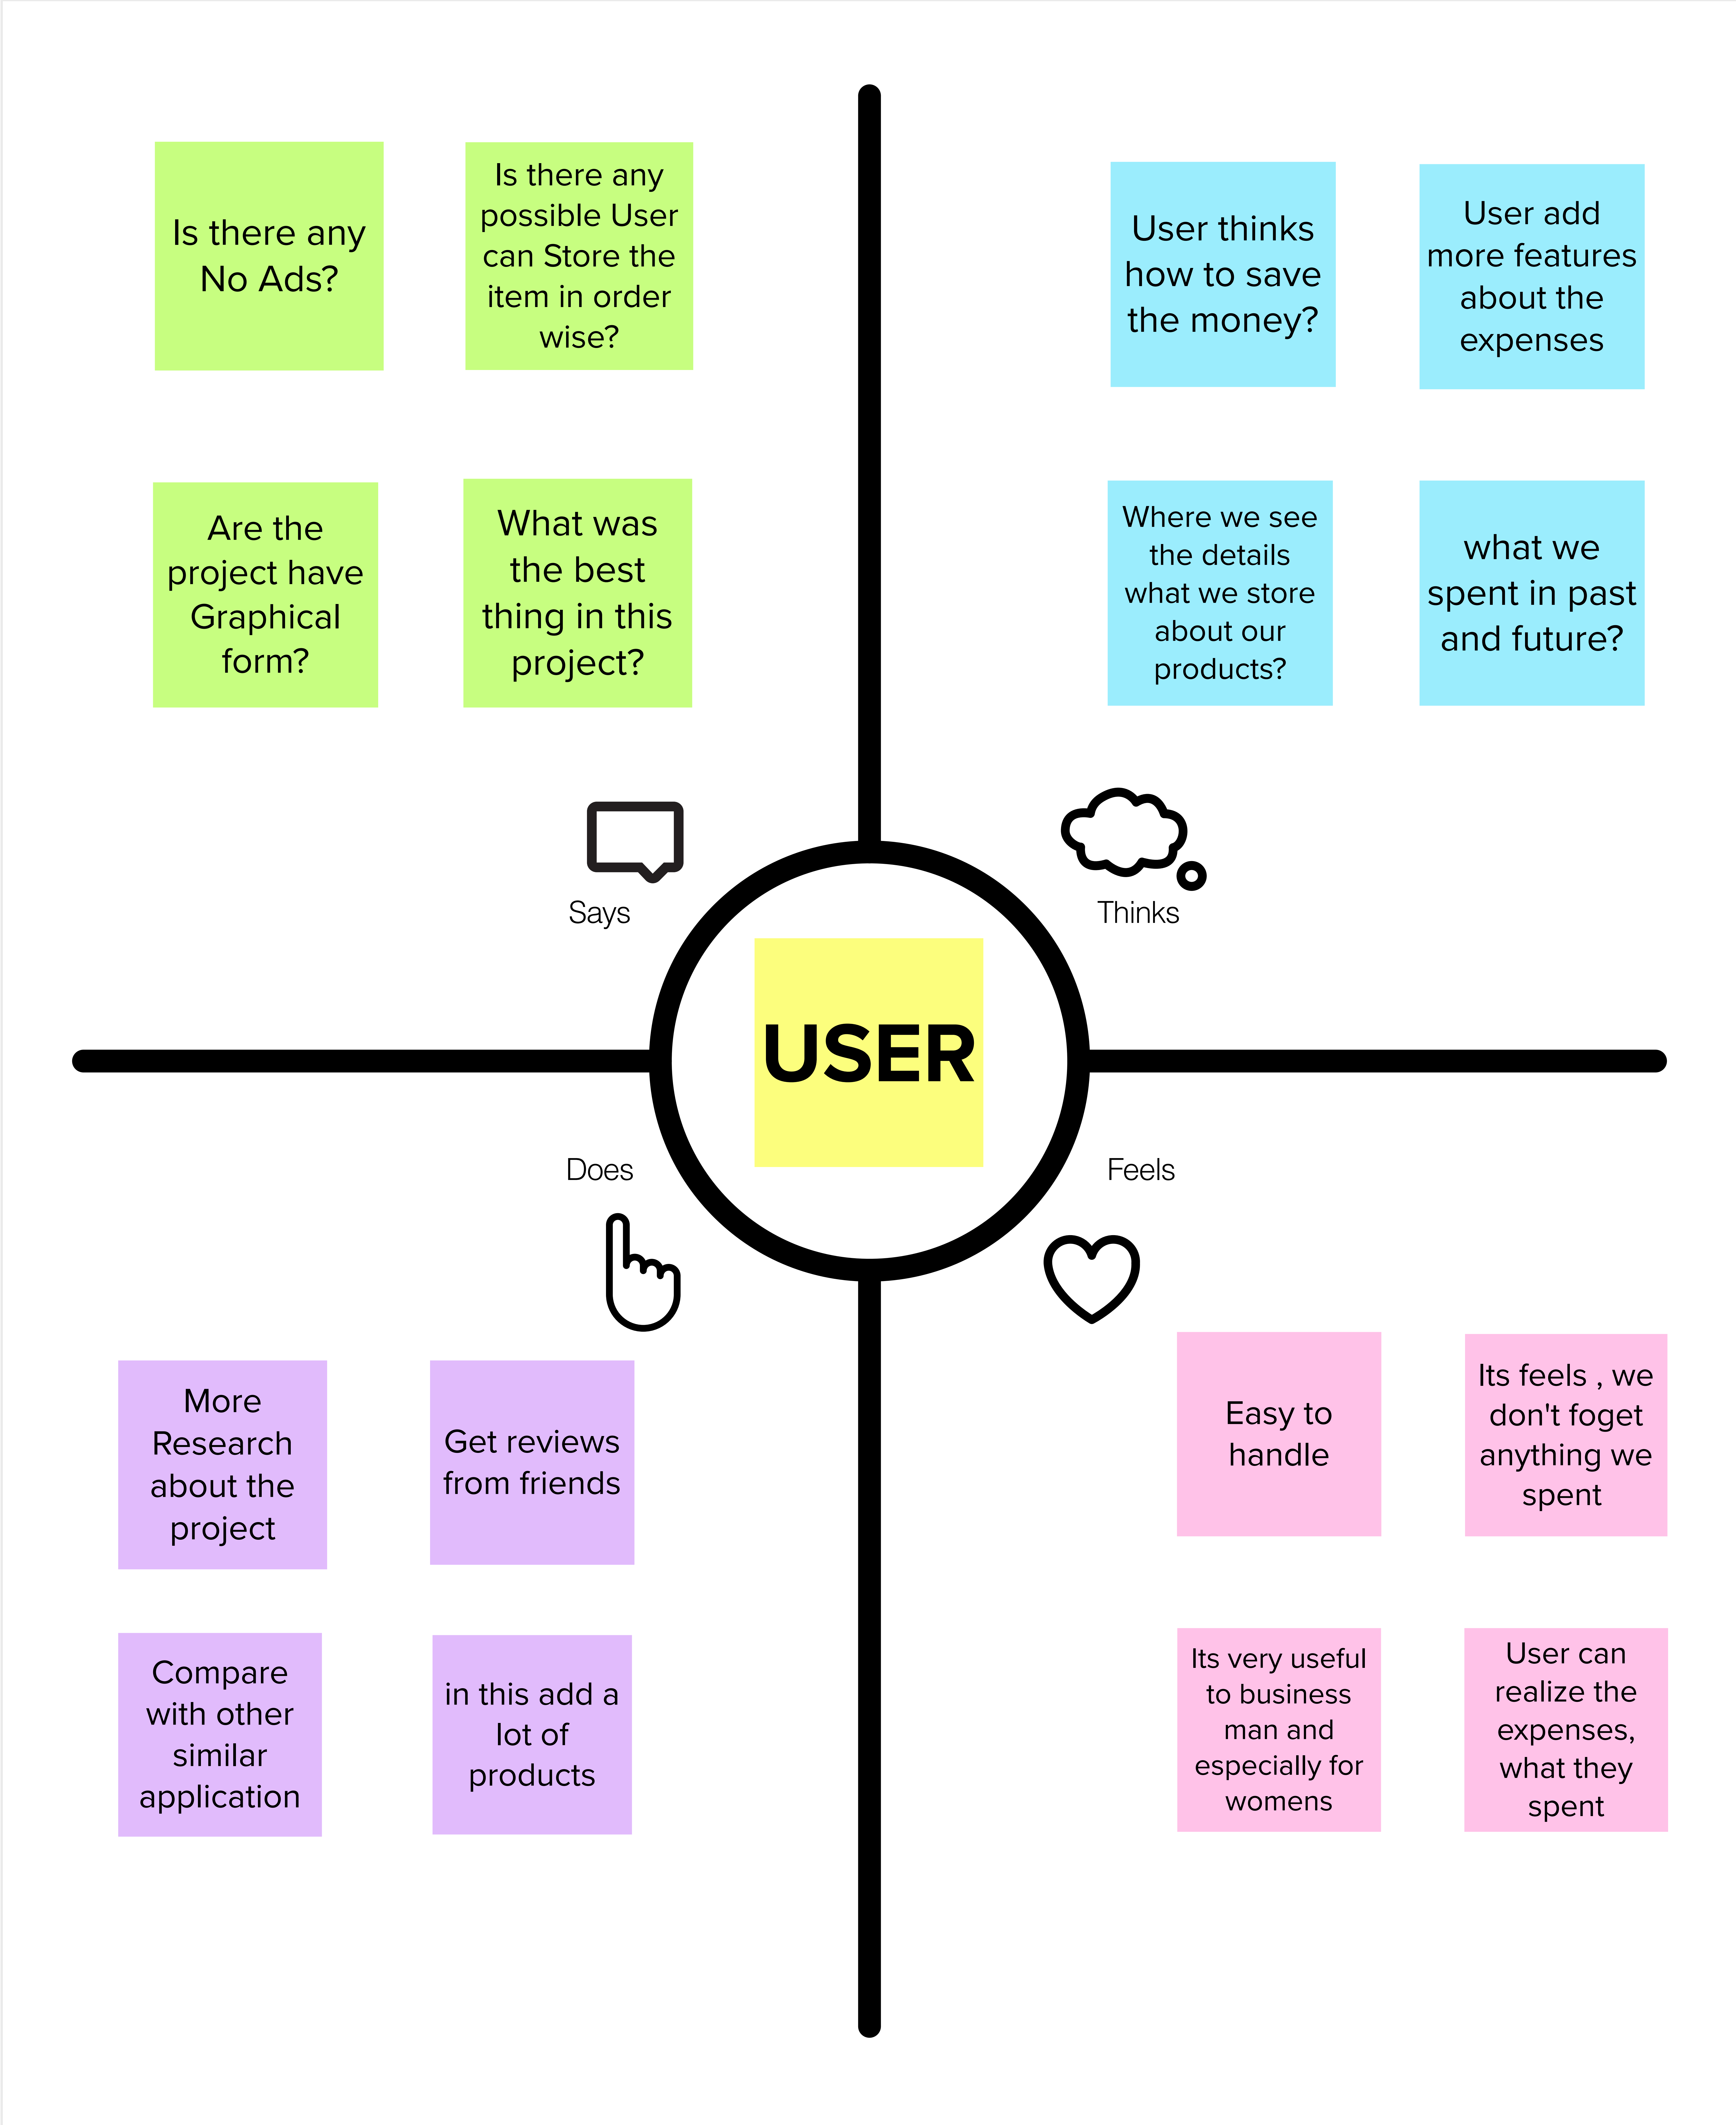 Is there any
No Ads?
Is there any
possible User
can Store the
item in order
wise?
Are the
project have
Graphical
form?
What was
the best
thing in this
project?
Says
User thinks
how to save
the money?
User add
more features
about the
expenses
Where we see
the details
what we store
about our
products?
what we
spent in past
and future?
Thinks
USER
Does
More
Research
about the
project
Get reviews
from friends
Compare
with other
similar
application
in this add a
lot of
products
Feels
Easy to
handle
Its feels , we
don't foget
anything we
spent
Its very useful
to business
man and
especially for
womens
User can
realize the
expenses,
what they
spent